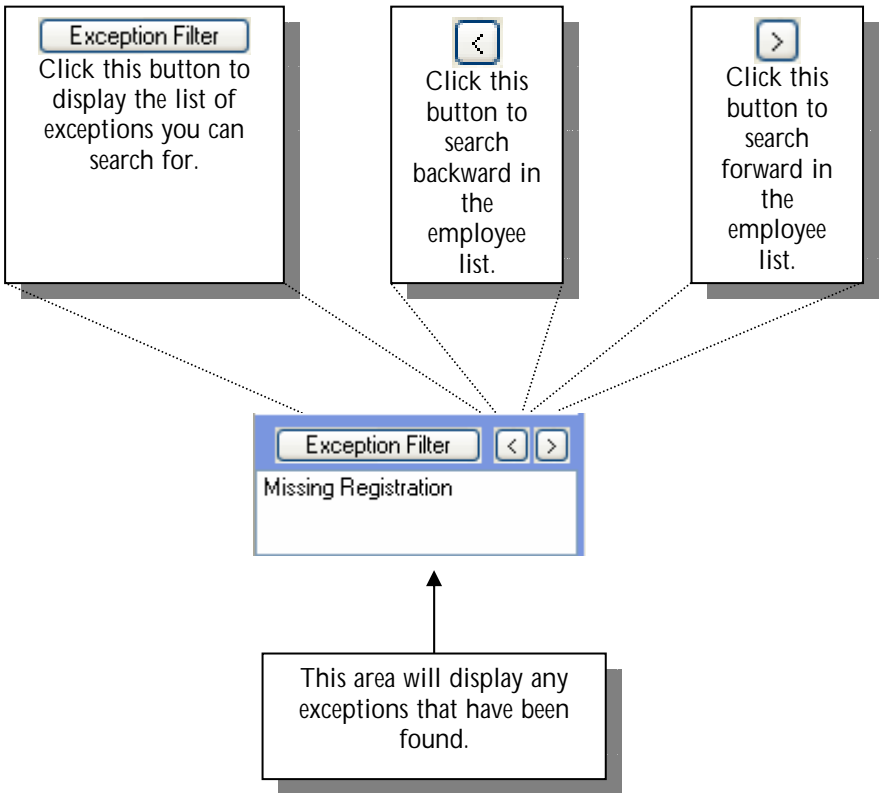 Exception Filter
Click this button to
display the list of
exceptions you can
search for.
<
Click this
button to
search
backward in
the
employee
list.
>
Click this
button to
search
forward in
the
employee
list.
Exception Filter < >
Missing Registration
This area will display any
exceptions that have been
found.